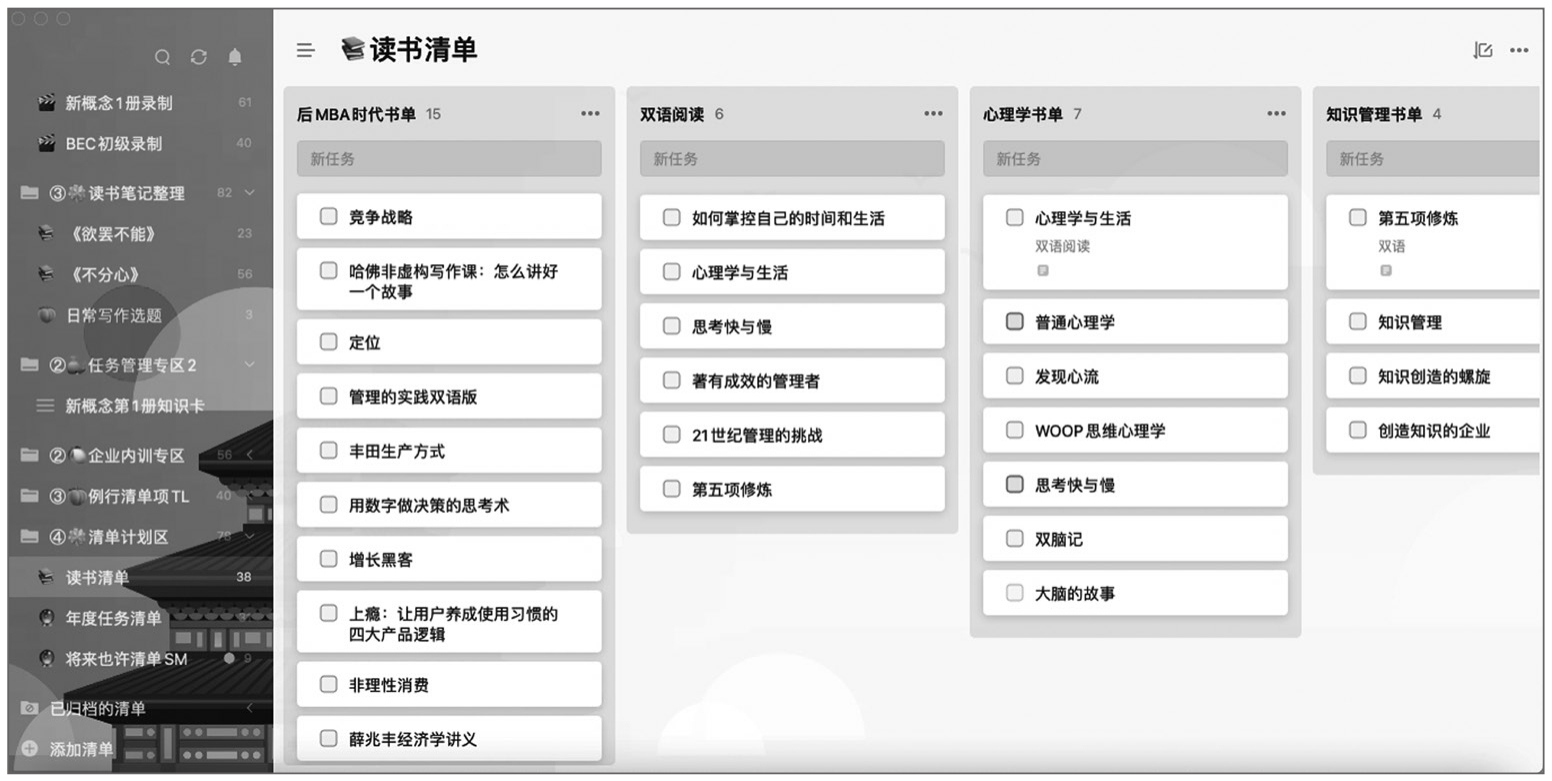 新概念1册录制 61
BEC初级录制 40
③读书笔记整理 82
《欲罢不能》 23
《不分心》 56
日常写作选题 3
②任务管理专区2
新概念第1册知识卡
②企业内训专区 56
③例行清单项TL 40
④清单计划区 78
读书清单 38
年度任务清单
将来也许清单SM 9
已归档的清单
添加清单
读书清单
后MBA时代书单 15
新任务
竞争战略
哈佛非虚构写作课：怎么讲好
一个故事
定位
管理的实践双语版
丰田生产方式
用数字做决策的思考术
增长黑客
上瘾：让用户养成使用习惯的
四大产品逻辑
非理性消费
薛兆丰经济学讲义
双语阅读 6
新任务
如何掌控自己的时间和生活
心理学与生活
思考快与慢
著有成效的管理者
21世纪管理的挑战
第五项修炼
心理学书单 7
新任务
心理学与生活
双语阅读
普通心理学
发现心流
WOOP思维心理学
思考快与慢
双脑记
大脑的故事
知识管理书单 4
新任务
第五项修炼
双语
知识管理
知识创造的螺旋
创造知识的企业